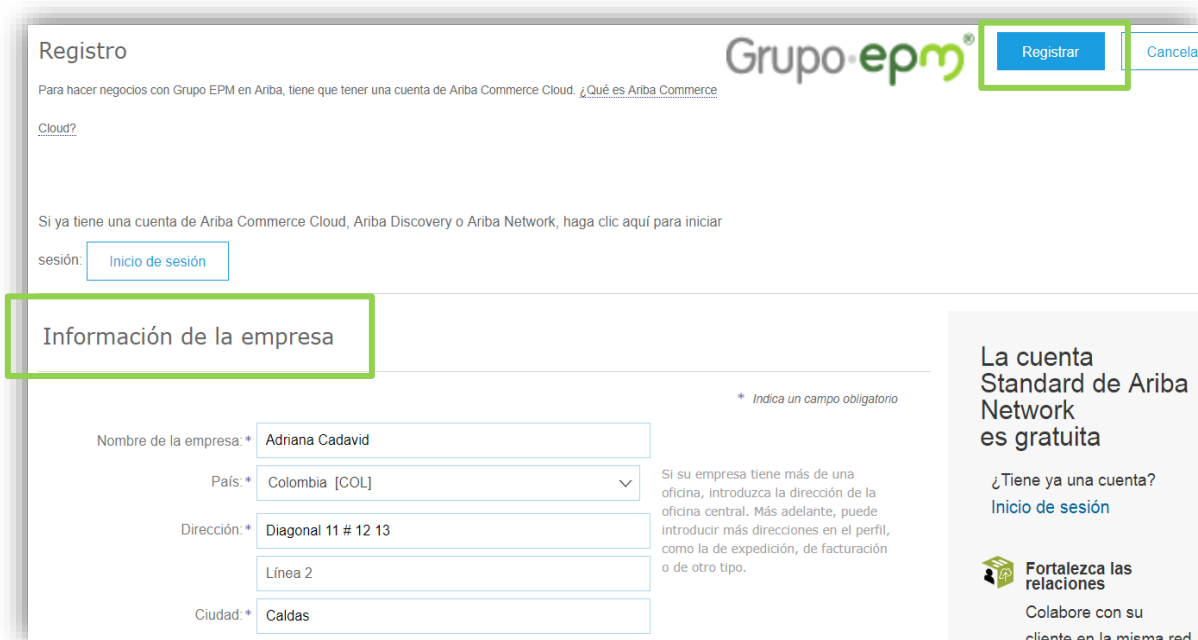 Registro
Grupo·epm®
Registrar
Cancela
Para hacer negocios con Grupo EPM en Ariba, tiene que tener una cuenta de Ariba Commerce Cloud. ¿Qué es Ariba Commerce
Cloud?
Si ya tiene una cuenta de Ariba Commerce Cloud, Ariba Discovery o Ariba Network, haga clic aquí para iniciar
sesión: Inicio de sesión
Información de la empresa
* Indica un campo obligatorio
Nombre de la empresa:* Adriana Cadavid
País:* Colombia [COL]
Dirección:* Diagonal 11 # 12 13
Línea 2
Ciudad:* Caldas
Si su empresa tiene más de una
oficina, introduzca la dirección de la
oficina central. Más adelante, puede
introducir más direcciones en el perfil,
como la de expedición, de facturación
o de otro tipo.
La cuenta
Standard de Ariba
Network
es gratuita
¿Tiene ya una cuenta?
Inicio de sesión
Fortalezca las
relaciones
Colabore con su
cliente en la misma red